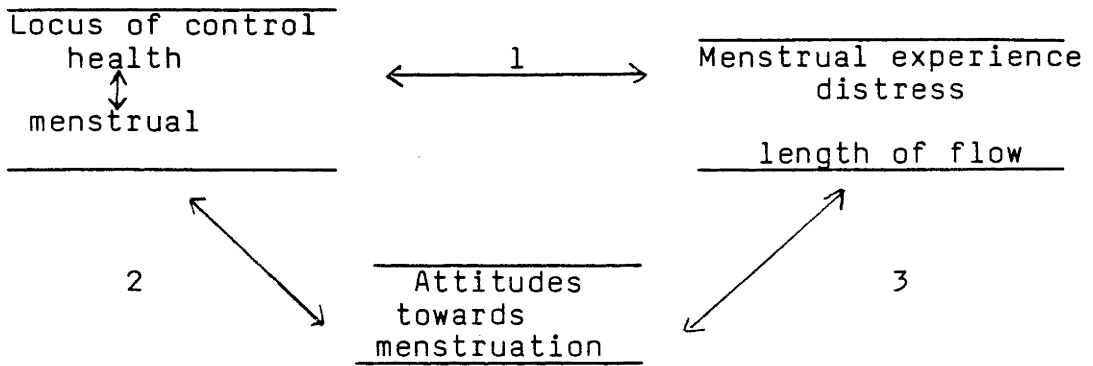 Locus of control
health
menstrual
1
Menstrual experience
distress
length of flow
2
Attitudes
towards
menstruation
3